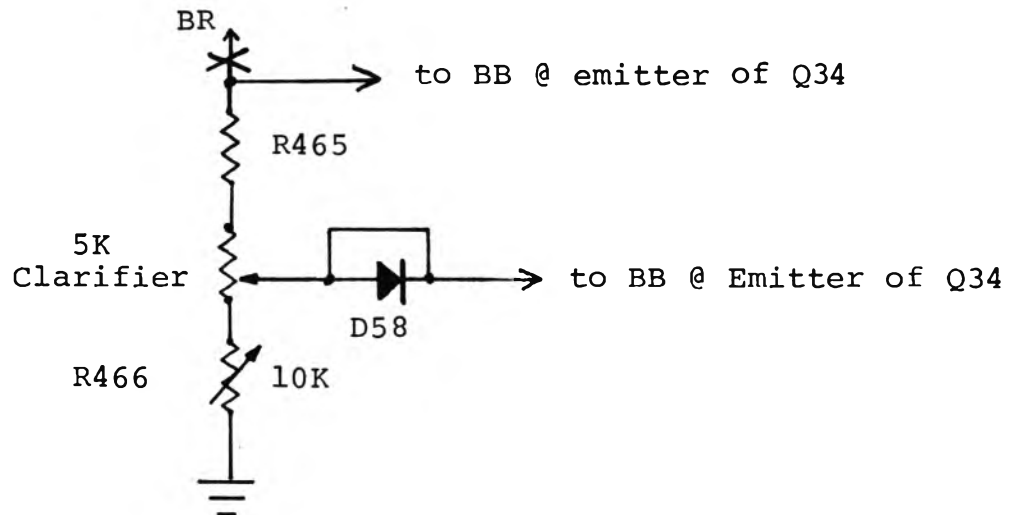 BR
to BB @ emitter of Q34
R465
5K
Clarifier
to BB @ Emitter of Q34
D58
R466
10K